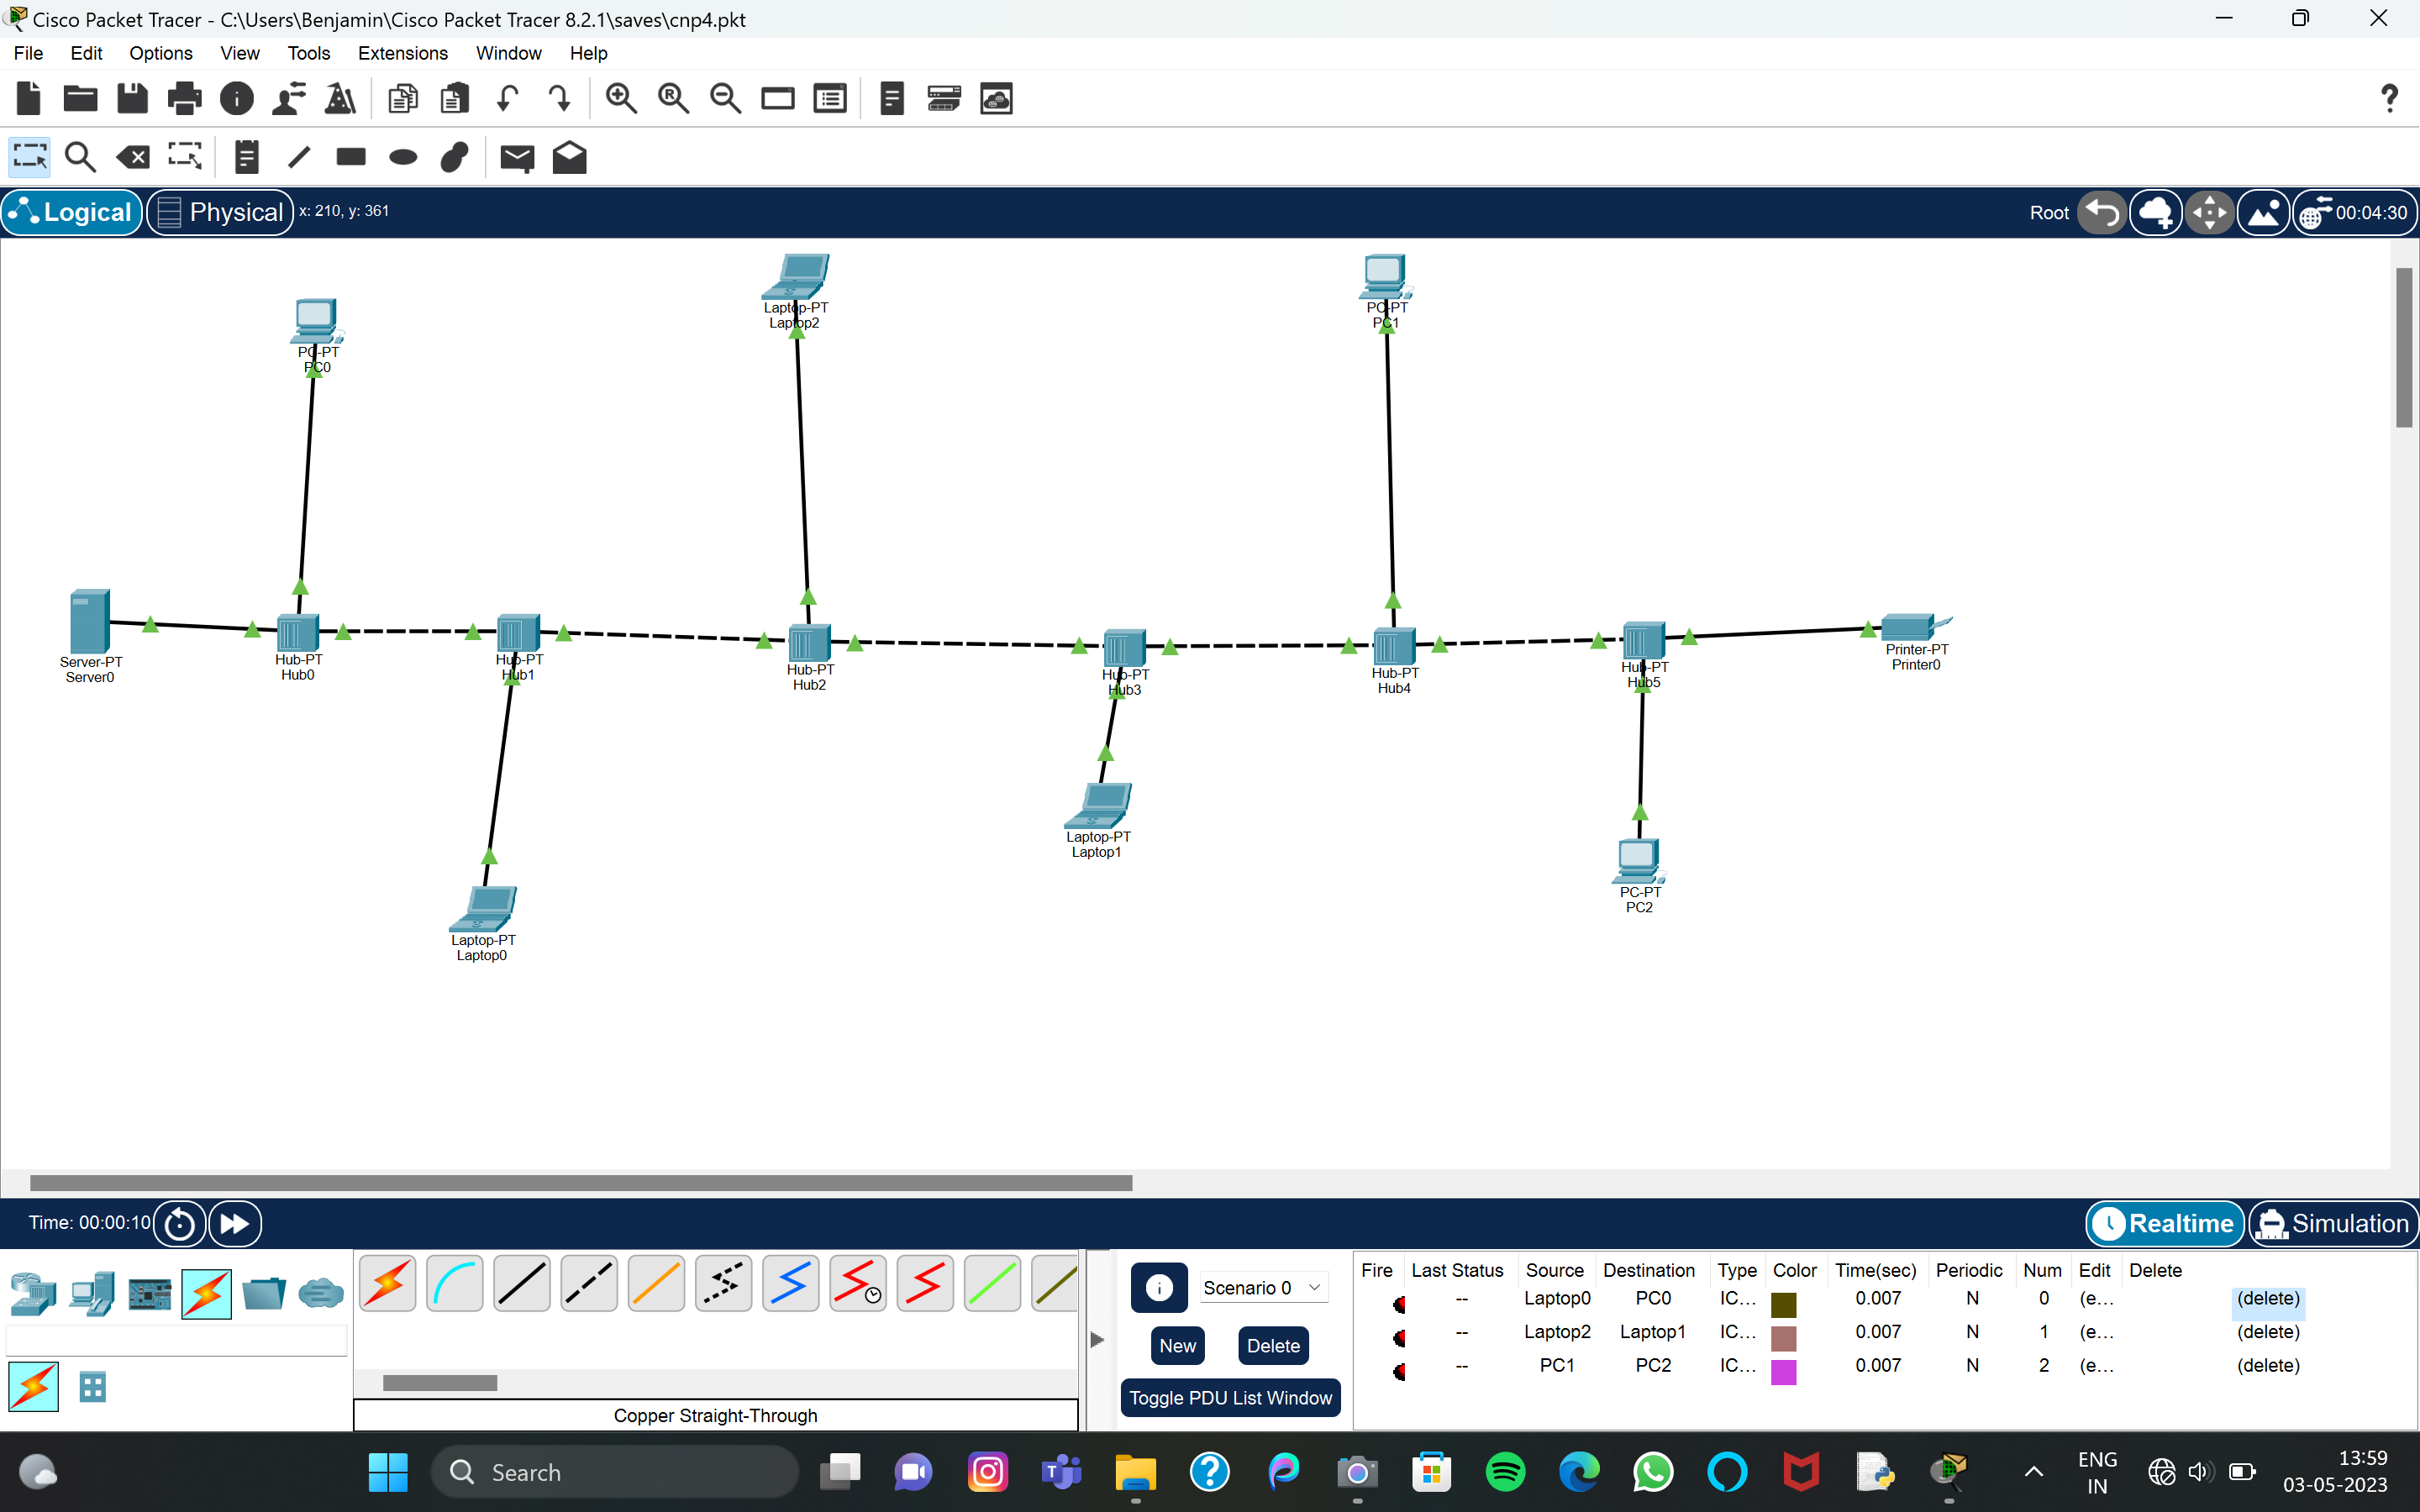 Cisco Packet Tracer - C:\Users\Benjamin\Cisco Packet Tracer 8.2.1\saves\cnp4.pkt
File Edit Options View Tools Extensions Window Help
Logical Physical x: 210, y: 361 Root 00:04:30
PC-PT
PC0
Laptop-PT
Laptop2
PC-PT
PC1
Server-PT
Server0
Hub-PT
Hub0
Hub-PT
Hub1
Hub-PT
Hub2
Hub-PT
Hub3
Hub-PT
Hub4
Hub-PT
Hub5
Printer-PT
Printer0
Laptop-PT
Laptop1
PC-PT
PC2
Laptop-PT
Laptop0
Time: 00:00:10 Realtime Simulation
Scenario 0
New Delete
Toggle PDU List Window
Fire Last Status Source Destination Type Color Time(sec) Periodic Num Edit Delete
-- Laptop0 PC0 IC... 0.007 N 0 (e... (delete)
-- Laptop2 Laptop1 IC... 0.007 N 1 (e... (delete)
-- PC1 PC2 IC... 0.007 N 2 (e... (delete)
Copper Straight-Through
Search
ENG
IN
13:59
03-05-2023